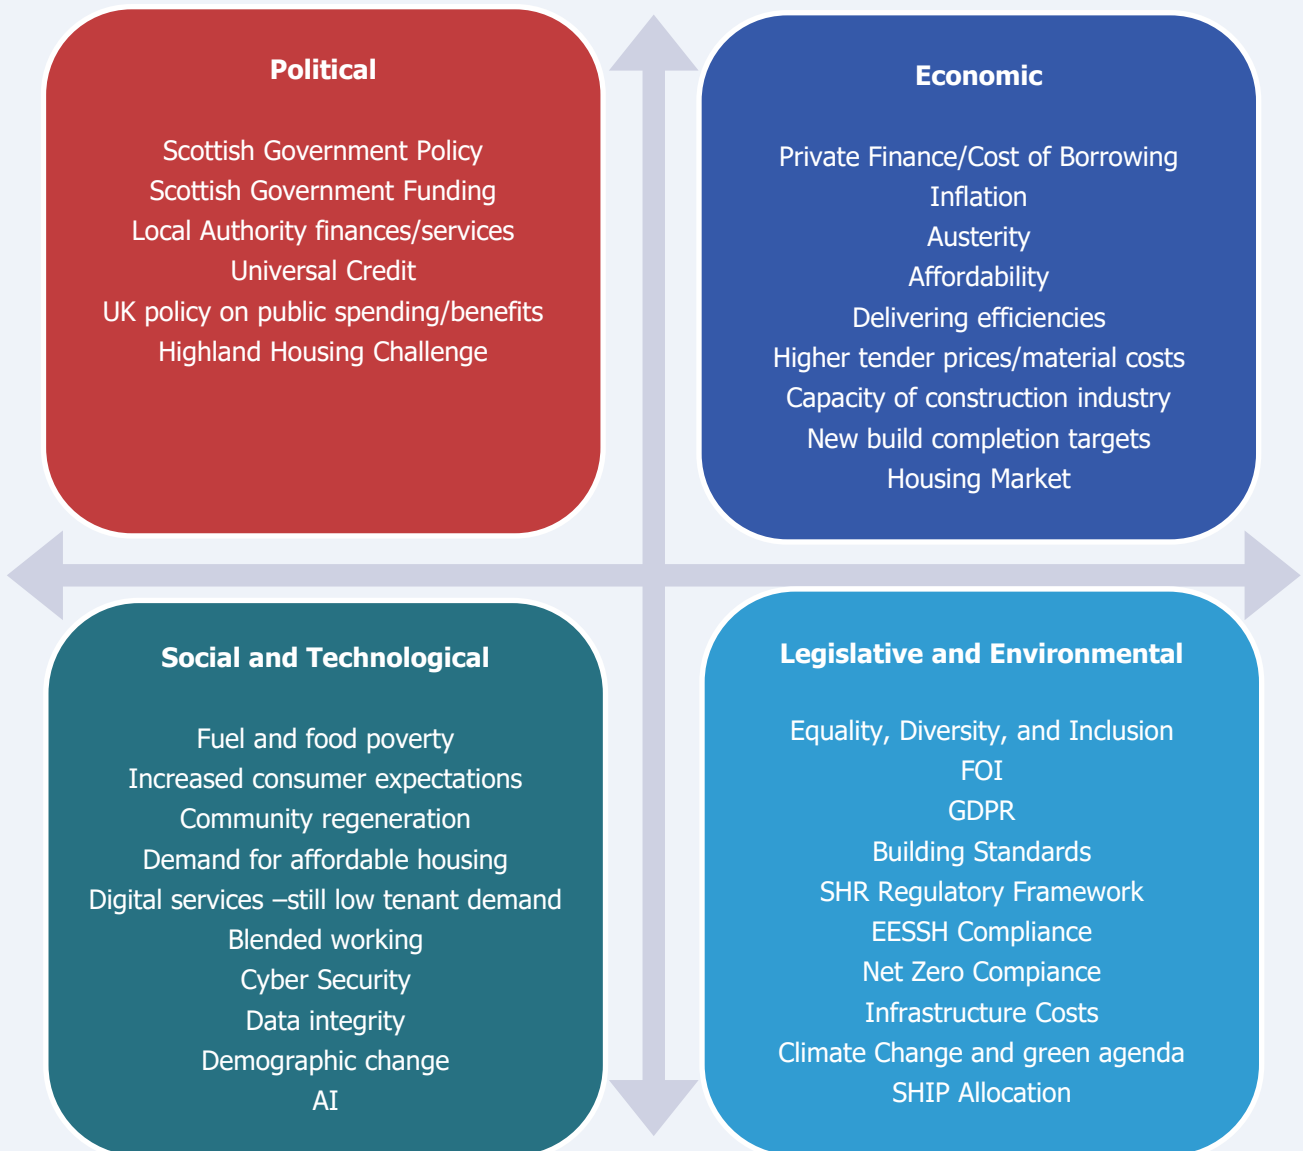 Political
Scottish Government Policy
Scottish Government Funding
Local Authority finances/services
Universal Credit
UK policy on public spending/benefits
Highland Housing Challenge
Economic
Private Finance/Cost of Borrowing
Inflation
Austerity
Affordability
Delivering efficiencies
Higher tender prices/material costs
Capacity of construction industry
New build completion targets
Housing Market
Social and Technological
Fuel and food poverty
Increased consumer expectations
Community regeneration
Demand for affordable housing
Digital services –still low tenant demand
Blended working
Cyber Security
Data integrity
Demographic change
AI
Legislative and Environmental
Equality, Diversity, and Inclusion
FOI
GDPR
Building Standards
SHR Regulatory Framework
EESSH Compliance
Net Zero Compiance
Infrastructure Costs
Climate Change and green agenda
SHIP Allocation